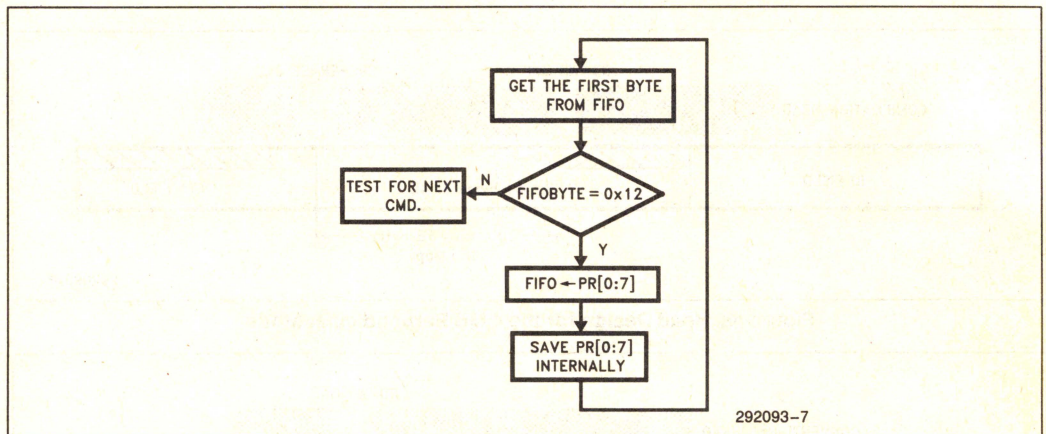 GET THE FIRST BYTE
FROM FIFO
FIFOBYTE = 0x12
N
TEST FOR NEXT
CMD.
Y
FIFO ← PR[0:7]
SAVE PR[0:7]
INTERNALLY
292093–7